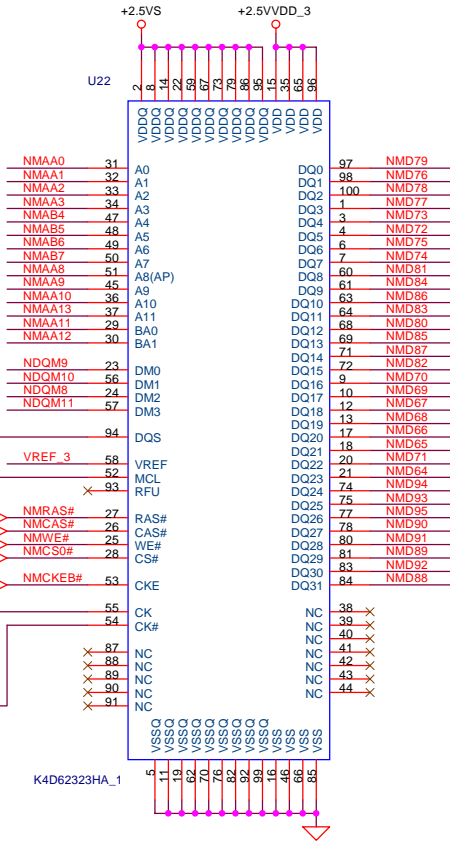 +2.5VS +2.5VVDD_3
U22
2 8 14 22 59 67 73 79 86 95 15 35 65 96
VDDQ VDDQ VDDQ VDDQ VDDQ VDDQ VDDQ VDDQ VDDQ VDDQ VDD VDD VDD VDD
NMAA0 31 A0 DQ0 97 NMD79
NMAA1 32 A1 DQ1 98 NMD76
NMAA2 33 A2 DQ2 100 NMD78
NMAA3 34 A3 DQ3 1 NMD77
NMAB4 47 A4 DQ4 3 NMD73
NMAB5 48 A5 DQ5 4 NMD72
NMAB6 49 A6 DQ6 6 NMD75
NMAB7 50 A7 DQ7 7 NMD74
NMAA8 51 A8(AP) DQ8 60 NMD81
NMAA9 45 A9 DQ9 61 NMD84
NMAA10 36 A10 DQ10 63 NMD86
NMAA13 37 A11 DQ11 64 NMD83
NMAA11 29 BA0 DQ12 68 NMD80
NMAA12 30 BA1 DQ13 69 NMD85
DQ14 71 NMD87
NDQM9 23 DM0 DQ15 72 NMD82
NDQM10 56 DM1 DQ16 9 NMD70
NDQM8 24 DM2 DQ17 10 NMD69
NDQM11 57 DM3 DQ18 12 NMD67
DQ19 13 NMD68
94 DQS DQ20 17 NMD66
DQ21 18 NMD65
VREF_3 58 VREF DQ22 20 NMD71
52 MCL DQ23 21 NMD64
93 RFU DQ24 74 NMD94
DQ25 75 NMD93
NMRAS# 27 RAS# DQ26 77 NMD95
NMCAS# 26 CAS# DQ27 78 NMD90
NMWE# 25 WE# DQ28 80 NMD91
NMCS0# 28 CS# DQ29 81 NMD89
DQ30 83 NMD92
NMCKEB# 53 CKE DQ31 84 NMD88
55 CK NC 38
54 CK# NC 39
NC 40
87 NC NC 41
88 NC NC 42
89 NC NC 43
90 NC NC 44
91 NC
VSSQ VSSQ VSSQ VSSQ VSSQ VSSQ VSSQ VSSQ VSSQ VSS VSS VSS VSS
5 11 19 62 70 76 82 92 99 16 46 66 85
K4D62323HA_1